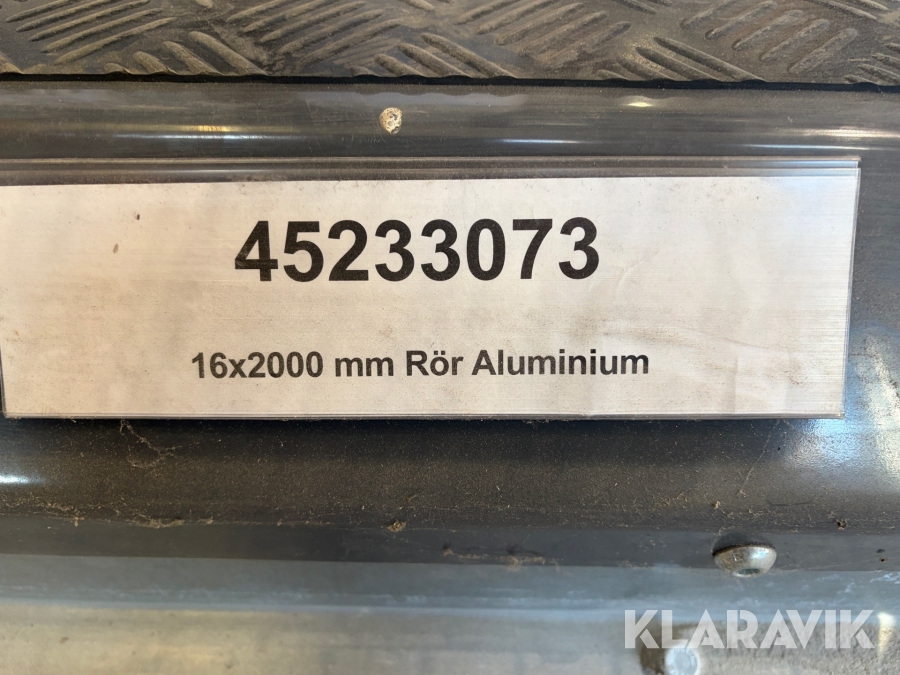 45233073
16x2000 mm Rör Aluminium
KLARAVIK